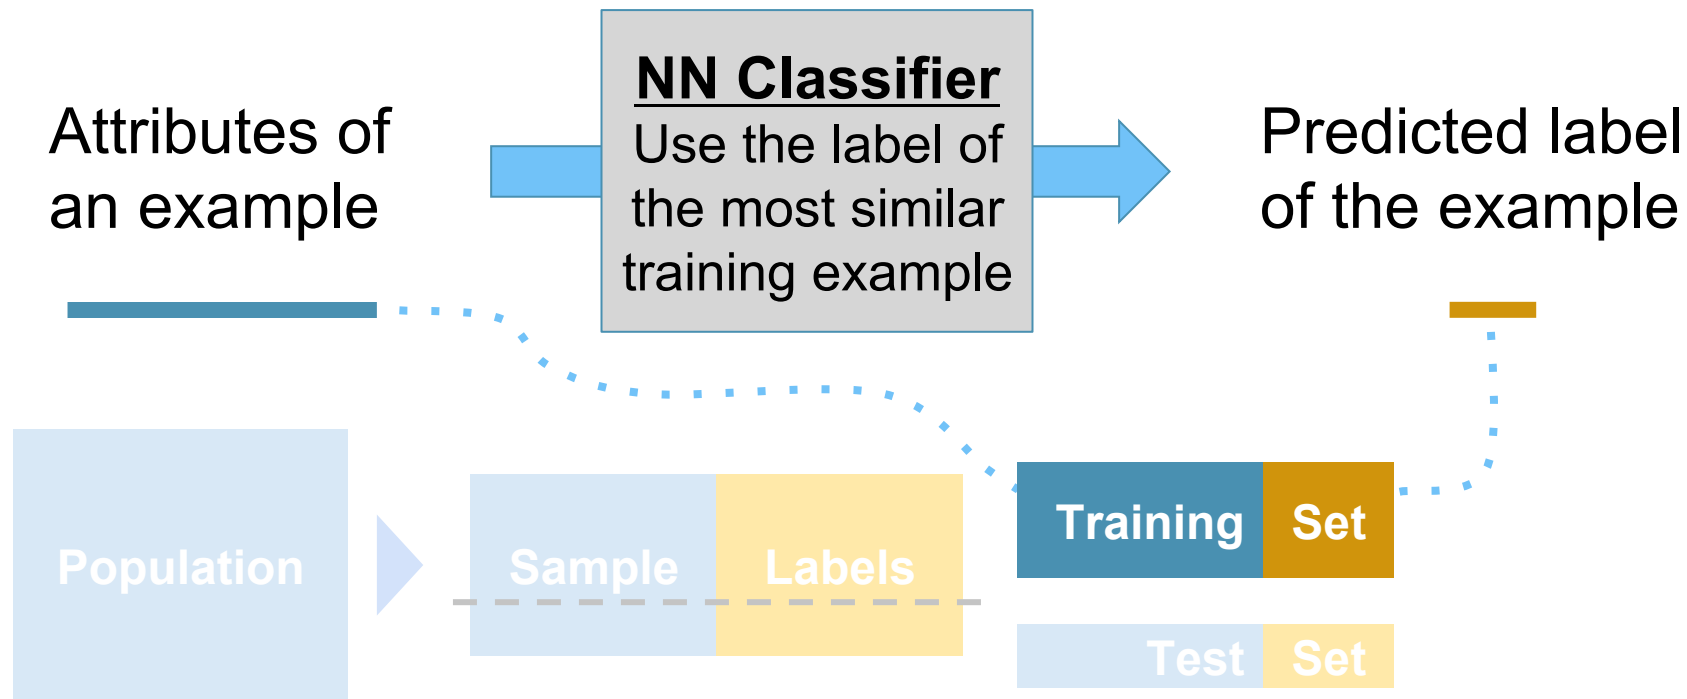 NN Classifier
Use the label of
the most similar
training example
Attributes of
an example
Predicted label
of the example
Population
Sample Labels
Training Set
Test Set